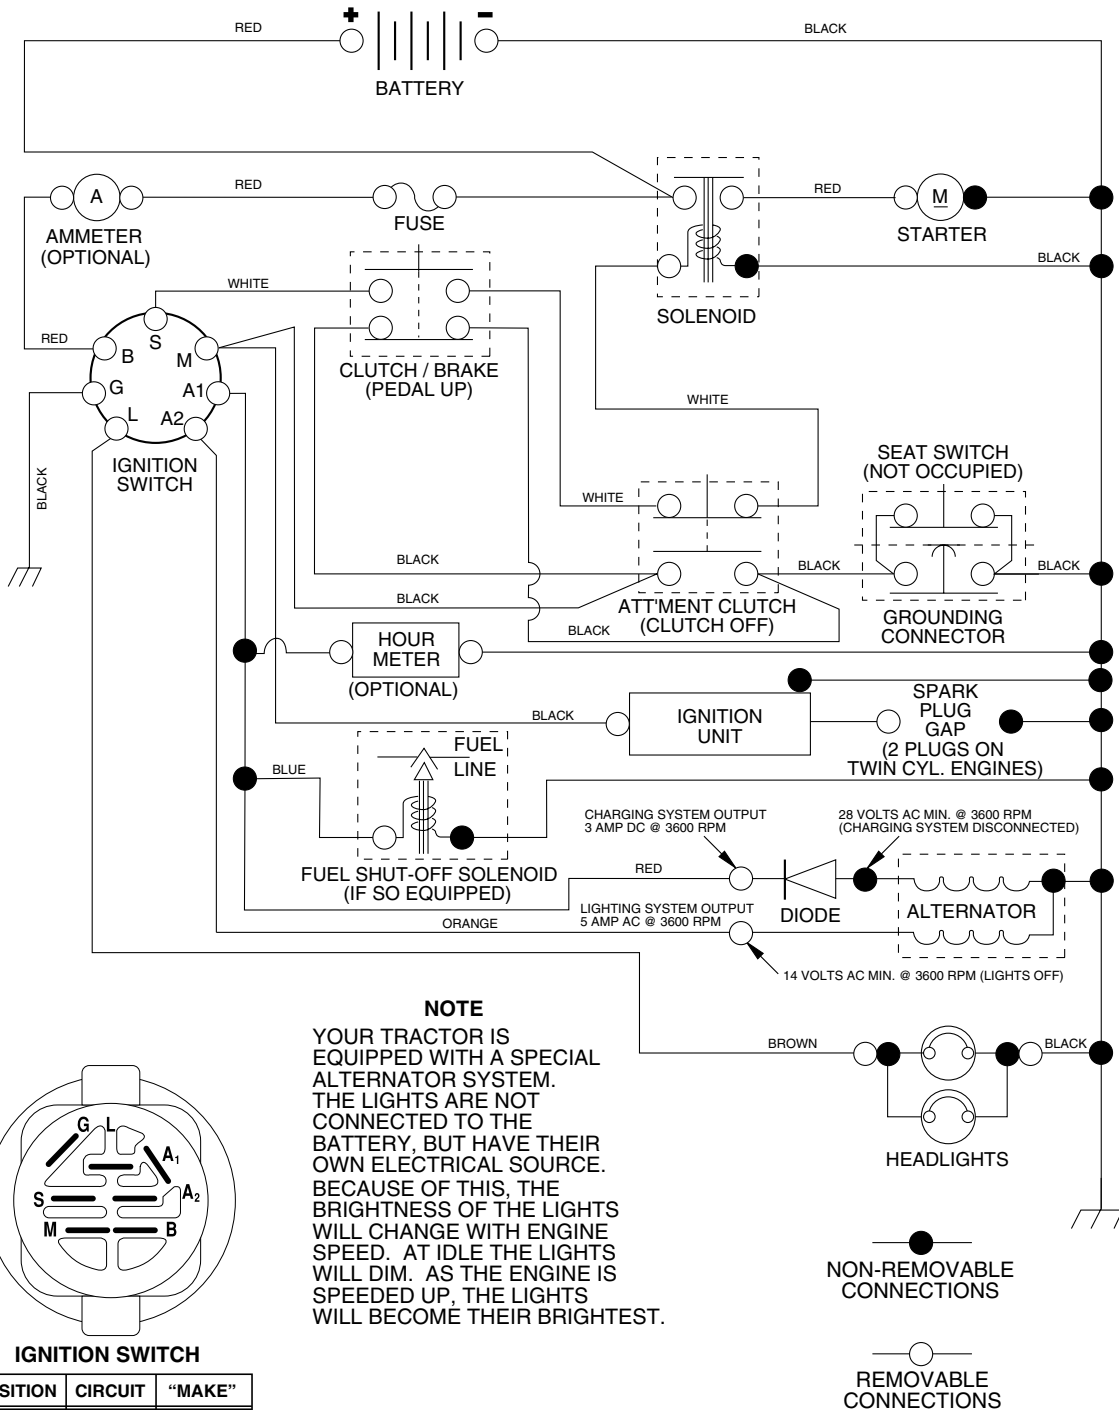 + -
RED
BLACK
BATTERY
RED
RED
A
M
FUSE
STARTER
AMMETER
(OPTIONAL)
BLACK
WHITE
SOLENOID
S
RED
B
M
CLUTCH / BRAKE
(PEDAL UP)
G
A1
L
A2
WHITE
IGNITION
SWITCH
SEAT SWITCH
(NOT OCCUPIED)
BLACK
WHITE
BLACK
BLACK
BLACK
BLACK
ATT'MENT CLUTCH
(CLUTCH OFF)
GROUNDING
CONNECTOR
BLACK
HOUR
METER
(OPTIONAL)
BLACK
IGNITION
UNIT
SPARK
PLUG
GAP
(2 PLUGS ON
TWIN CYL. ENGINES)
FUEL
LINE
BLUE
CHARGING SYSTEM OUTPUT
3 AMP DC @ 3600 RPM
28 VOLTS AC MIN. @ 3600 RPM
(CHARGING SYSTEM DISCONNECTED)
FUEL SHUT-OFF SOLENOID
(IF SO EQUIPPED)
RED
DIODE
ALTERNATOR
LIGHTING SYSTEM OUTPUT
5 AMP AC @ 3600 RPM
ORANGE
14 VOLTS AC MIN. @ 3600 RPM (LIGHTS OFF)
NOTE
YOUR TRACTOR IS
EQUIPPED WITH A SPECIAL
ALTERNATOR SYSTEM.
THE LIGHTS ARE NOT
CONNECTED TO THE
BATTERY, BUT HAVE THEIR
OWN ELECTRICAL SOURCE.
BECAUSE OF THIS, THE
BRIGHTNESS OF THE LIGHTS
WILL CHANGE WITH ENGINE
SPEED. AT IDLE THE LIGHTS
WILL DIM. AS THE ENGINE IS
SPEEDED UP, THE LIGHTS
WILL BECOME THEIR BRIGHTEST.
BROWN
BLACK
HEADLIGHTS
G L
A1
A2
S
M
B
IGNITION SWITCH
SITION CIRCUIT "MAKE"
NON-REMOVABLE
CONNECTIONS
REMOVABLE
CONNECTIONS